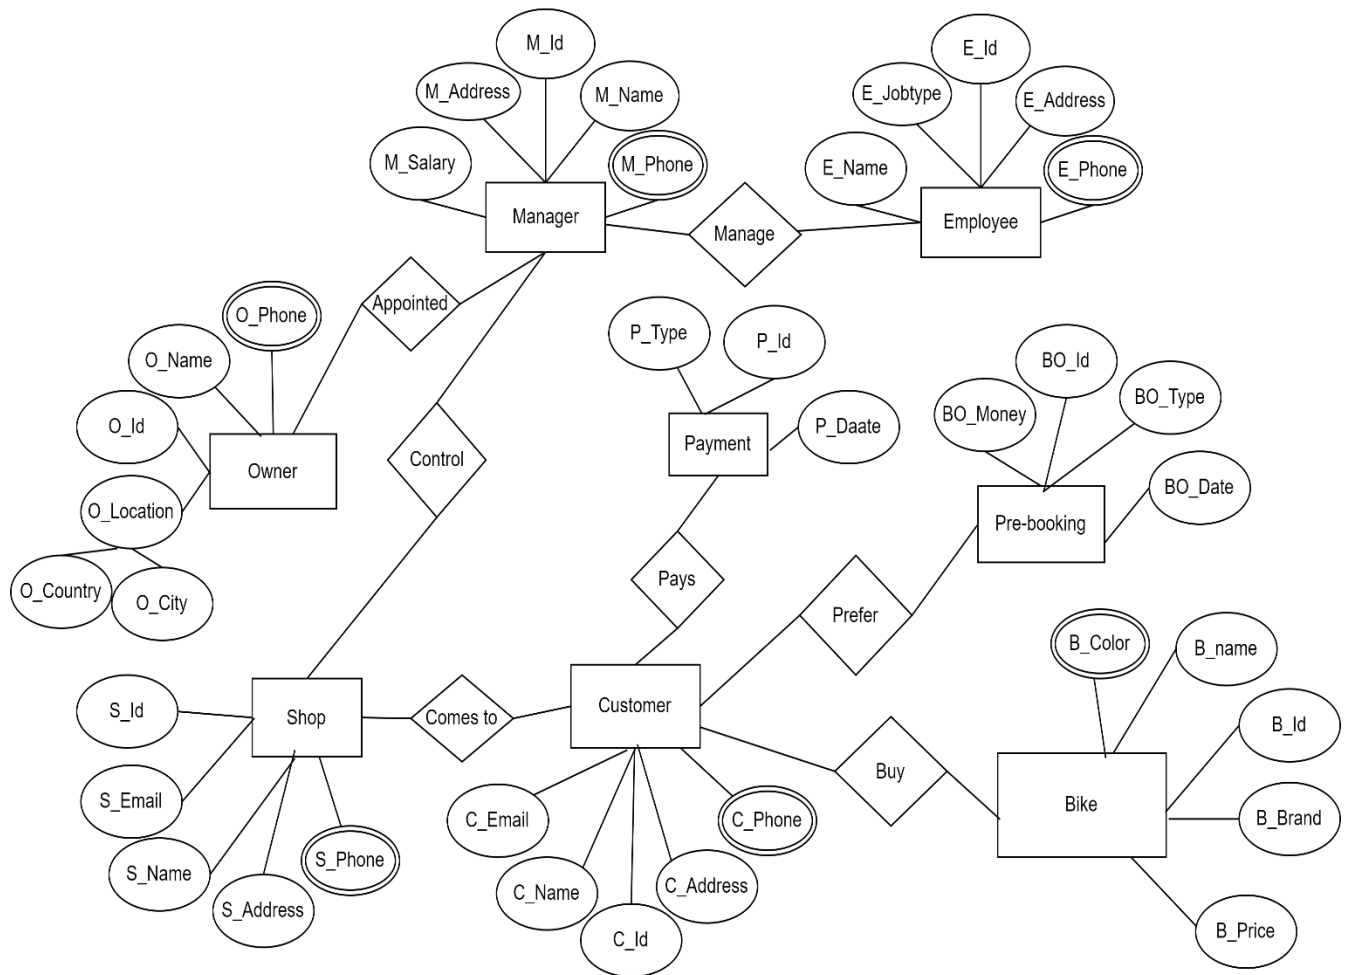 M_Id
E_Id
M_Address
M_Name
E_Jobtype
E_Address
M_Salary
M_Phone
E_Name
E_Phone
Manager
Manage
Employee
Appointed
O_Phone
P_Type
P_Id
O_Name
BO_Id
BO_Type
BO_Money
O_Id
Payment
P_Daate
Owner
Control
BO_Date
O_Location
Pre-booking
Pays
O_Country
O_City
Prefer
B_Color
B_name
S_Id
Shop
Comes to
Customer
B_Id
Buy
S_Email
C_Email
C_Phone
Bike
B_Brand
S_Name
S_Phone
C_Name
C_Address
S_Address
C_Id
B_Price